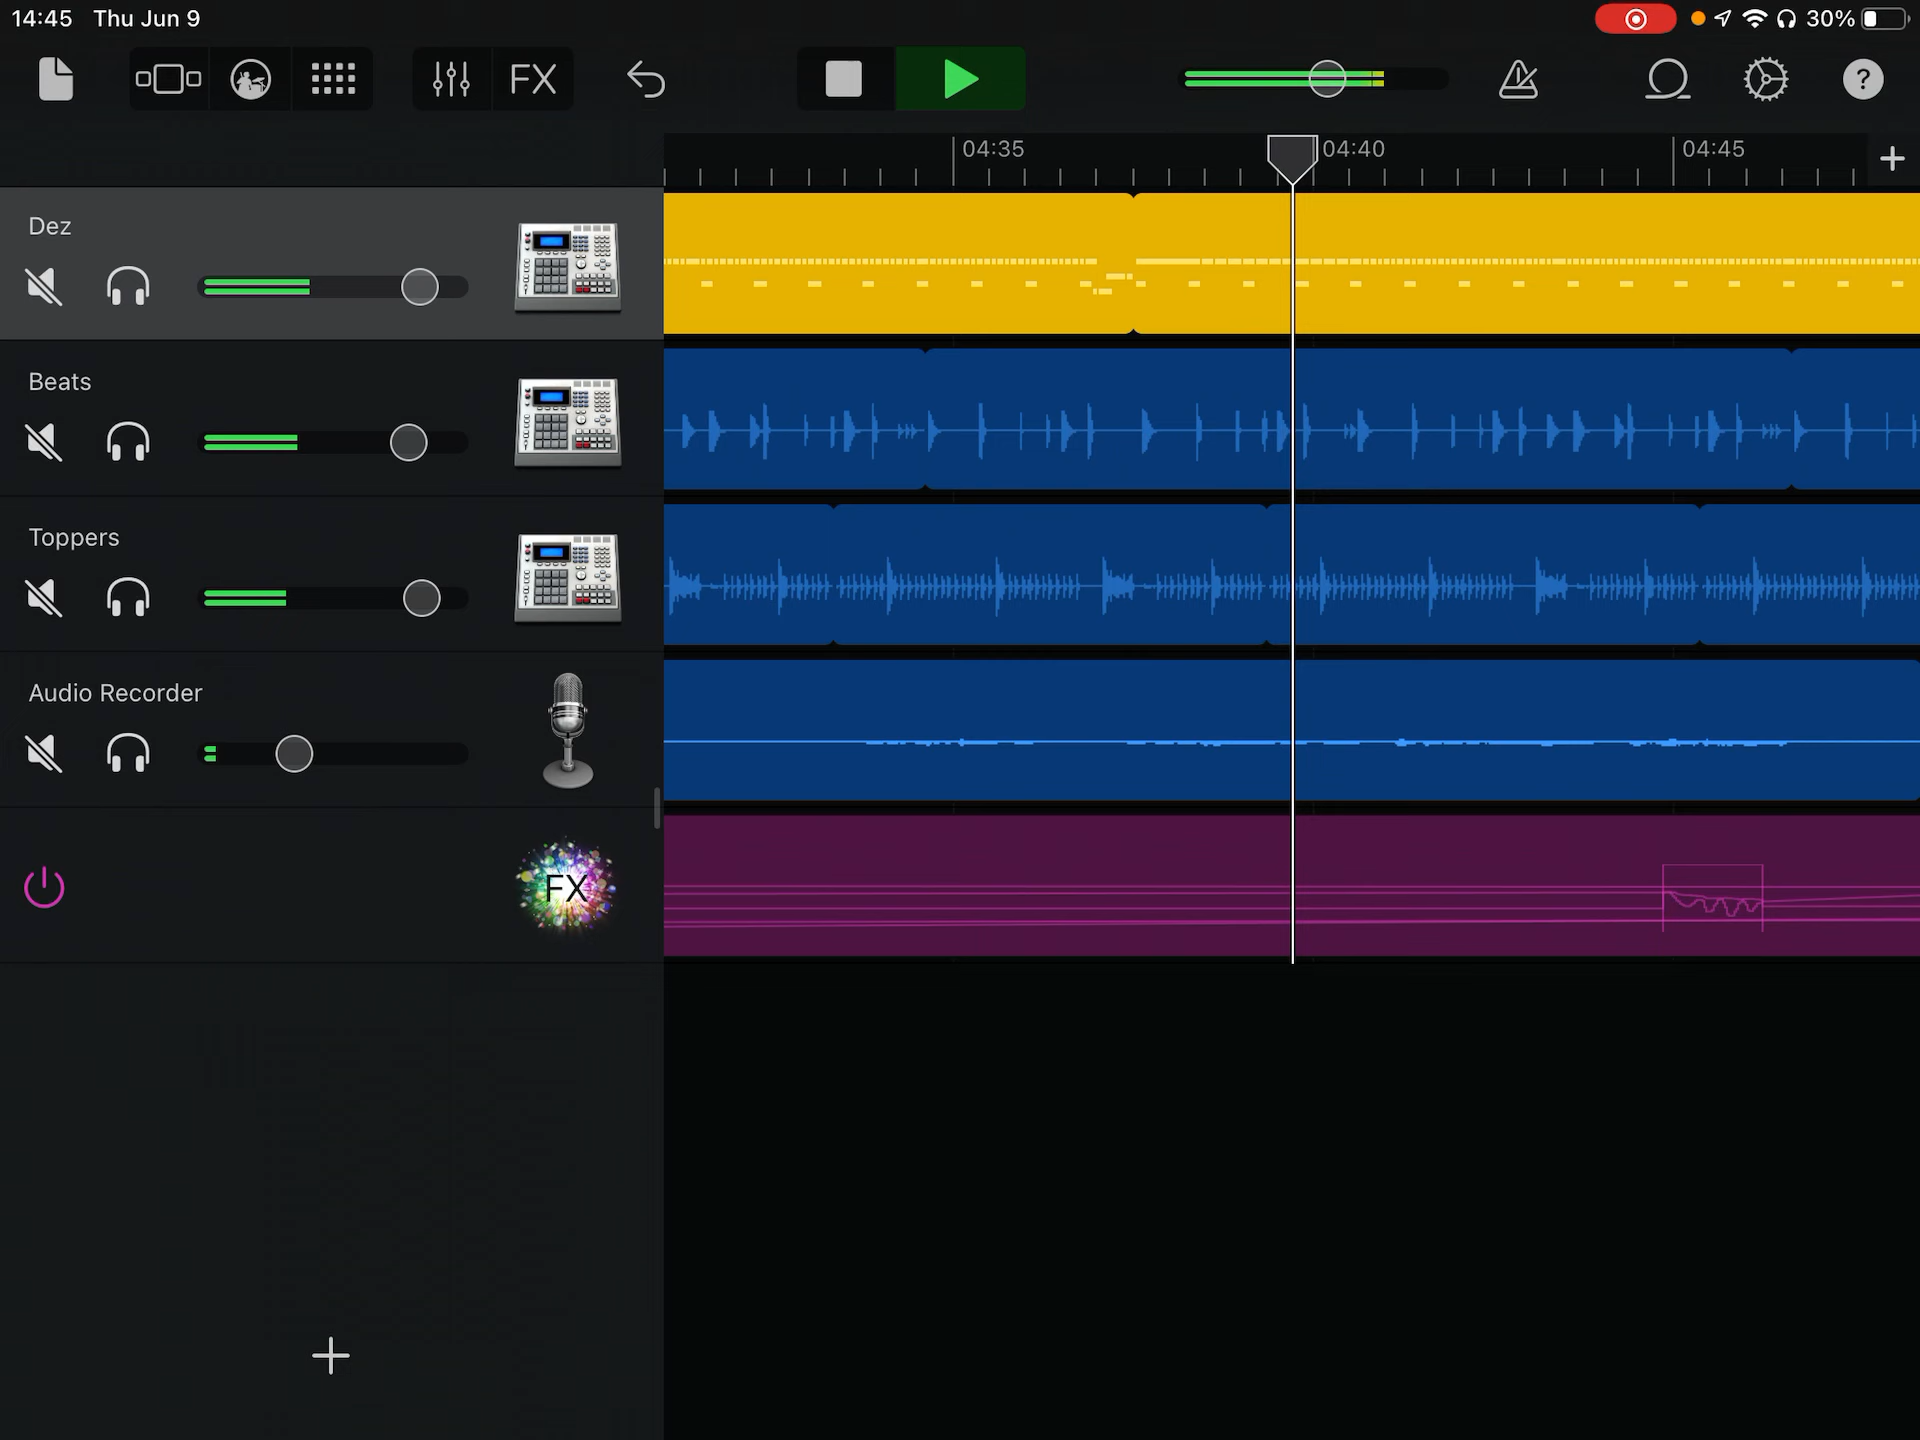 14:45 Thu Jun 9 30%
FX
04:35 04:40 04:45
Dez
Beats
Toppers
Audio Recorder
FX